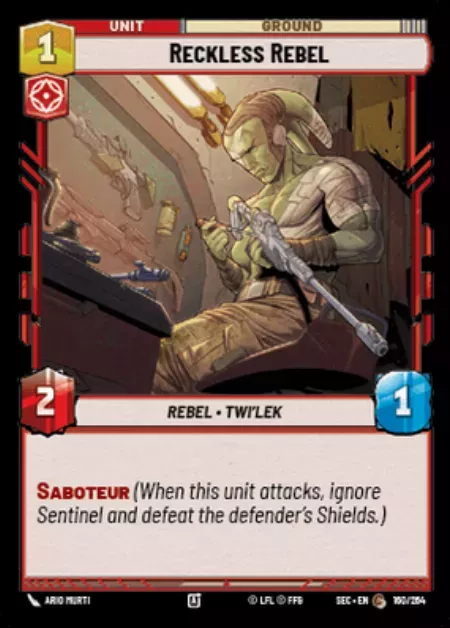 UNIT
GROUND
1
RECKLESS REBEL
2
REBEL • TWI'LEK
1
SABOTEUR (When this unit attacks, ignore
Sentinel and defeat the defender's Shields.)
ARIO MURTI
© LFL © FFG
SEC • EN
160/264